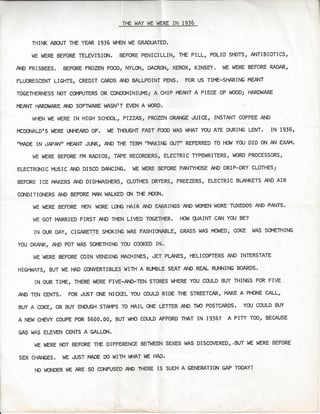 THE WAY WE WERE IN 1936
THINK ABOUT THE YEAR 1936 WHEN WE GRADUATED.
WE WERE BEFORE TELEVISION. BEFORE PENICILLIN, THE PILL, POLIO SHOTS, ANTIBIOTICS,
AND FRISBEES. BEFORE FROZEN FOOD, NYLON, DACRON, XEROX, KINSEY. WE WERE BEFORE RADAR,
FLUORESCENT LIGHTS, CREDIT CARDS AND BALLPOINT PENS. FOR US TIME-SHARING MEANT
TOGETHERNESS NOT COMPUTERS OR CONDOMINIUMS; A CHIP MEANT A PIECE OF WOOD; HARDWARE
MEANT HARDWARE AND SOFTWARE WASN'T EVEN A WORD.
WHEN WE WERE IN HIGH SCHOOL, PIZZAS, FROZEN ORANGE JUICE, INSTANT COFFEE AND
MCDONALD'S WERE UNHEARD OF. WE THOUGHT FAST FOOD WAS WHAT YOU ATE DURING LENT. IN 1936,
"MADE IN JAPAN" MEANT JUNK, AND THE TERM "MAKING OUT" REFERRED TO HOW YOU DID ON AN EXAM.
WE WERE BEFORE FM RADIOS, TAPE RECORDERS, ELECTRIC TYPEWRITERS, WORD PROCESSORS,
ELECTRONIC MUSIC AND DISCO DANCING. WE WERE BEFORE PANTYHOSE AND DRIP-DRY CLOTHES;
BEFORE ICE MAKERS AND DISHWASHERS, CLOTHES DRYERS, FREEZERS, ELECTRIC BLANKETS AND AIR
CONDITIONERS AND BEFORE MAN WALKED ON THE MOON.
WE WERE BEFORE MEN WORE LONG HAIR AND EARRINGS AND WOMEN WORE TUXEDOS AND PANTS.
WE GOT MARRIED FIRST AND THEN LIVED TOGETHER. HOW QUAINT CAN YOU BE?
IN OUR DAY, CIGARETTE SMOKING WAS FASHIONABLE, GRASS WAS MOWED, COKE WAS SOMETHING
YOU DRANK, AND POT WAS SOMETHING YOU COOKED IN.
WE WERE BEFORE COIN VENDING MACHINES, JET PLANES, HELICOPTERS AND INTERSTATE
HIGHWAYS, BUT WE HAD CONVERTIBLES WITH A RUMBLE SEAT AND REAL RUNNING BOARDS.
IN OUR TIME, THERE WERE FIVE-AND-TEN STORES WHERE YOU COULD BUY THINGS FOR FIVE
AND TEN CENTS. FOR JUST ONE NICKEL YOU COULD RIDE THE STREETCAR, MAKE A PHONE CALL,
BUY A COKE, OR BUY ENOUGH STAMPS TO MAIL ONE LETTER AND TWO POSTCARDS. YOU COULD BUY
A NEW CHEVY COUPE FOR $600.00, BUT WHO COULD AFFORD THAT IN 1936? A PITY TOO, BECAUSE
GAS WAS ELEVEN CENTS A GALLON.
WE WERE NOT BEFORE THE DIFFERENCE BETWEEN SEXES WAS DISCOVERED, BUT WE WERE BEFORE
SEX CHANGES. WE JUST MADE DO WITH WHAT WE HAD.
NO WONDER WE ARE SO CONFUSED AND THERE IS SUCH A GENERATION GAP TODAY!